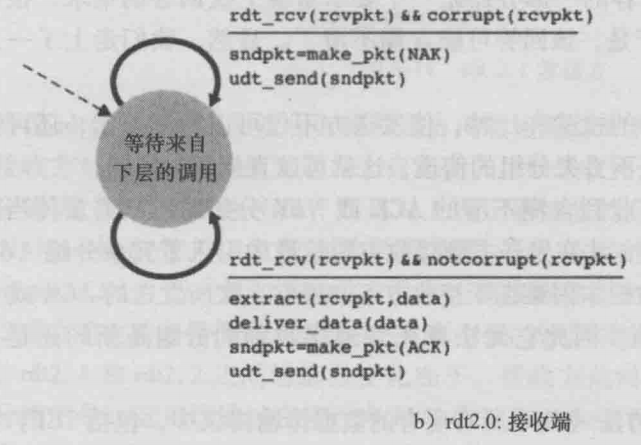 rdt_rcv(rcvpkt) && corrupt(rcvpkt)
sndpkt=make_pkt(NAK)
udt_send(sndpkt)
等待来自
下层的调用
rdt_rcv(rcvpkt) && notcorrupt(rcvpkt)
extract(rcvpkt,data)
deliver_data(data)
sndpkt=make_pkt(ACK)
udt_send(sndpkt)
b) rdt2.0: 接收端